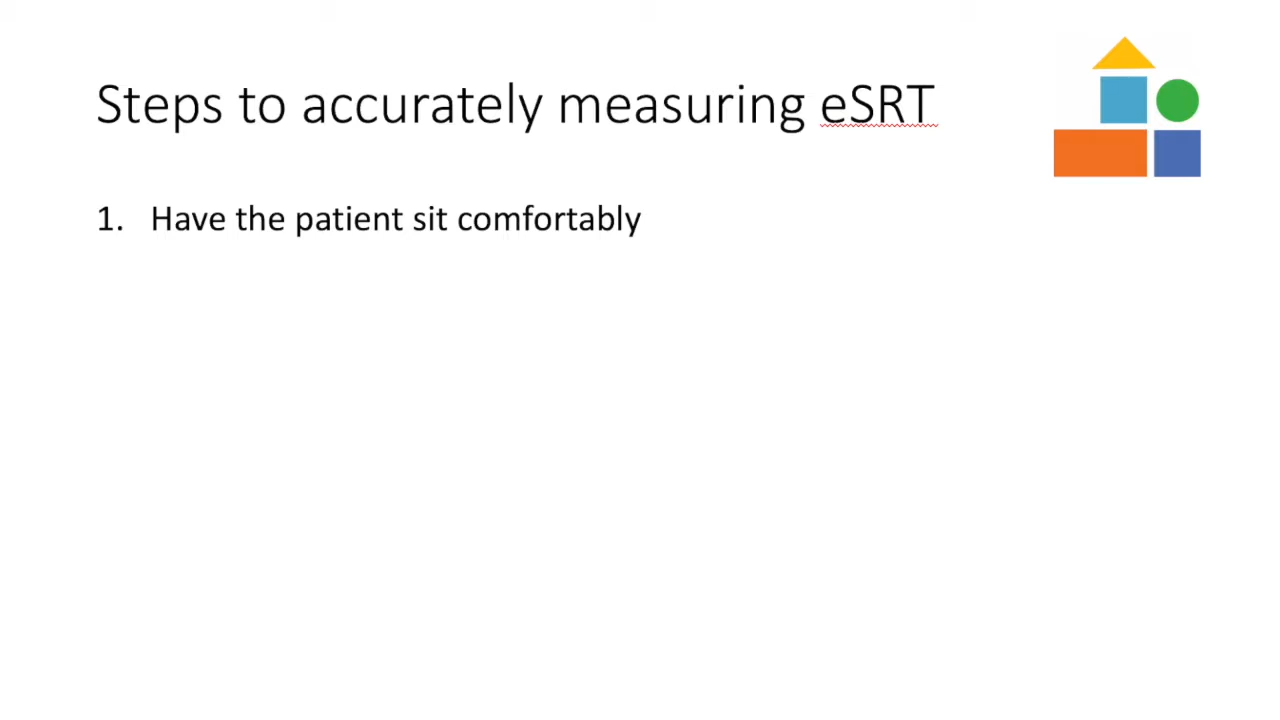 Steps to accurately measuring eSRT
1. Have the patient sit comfortably